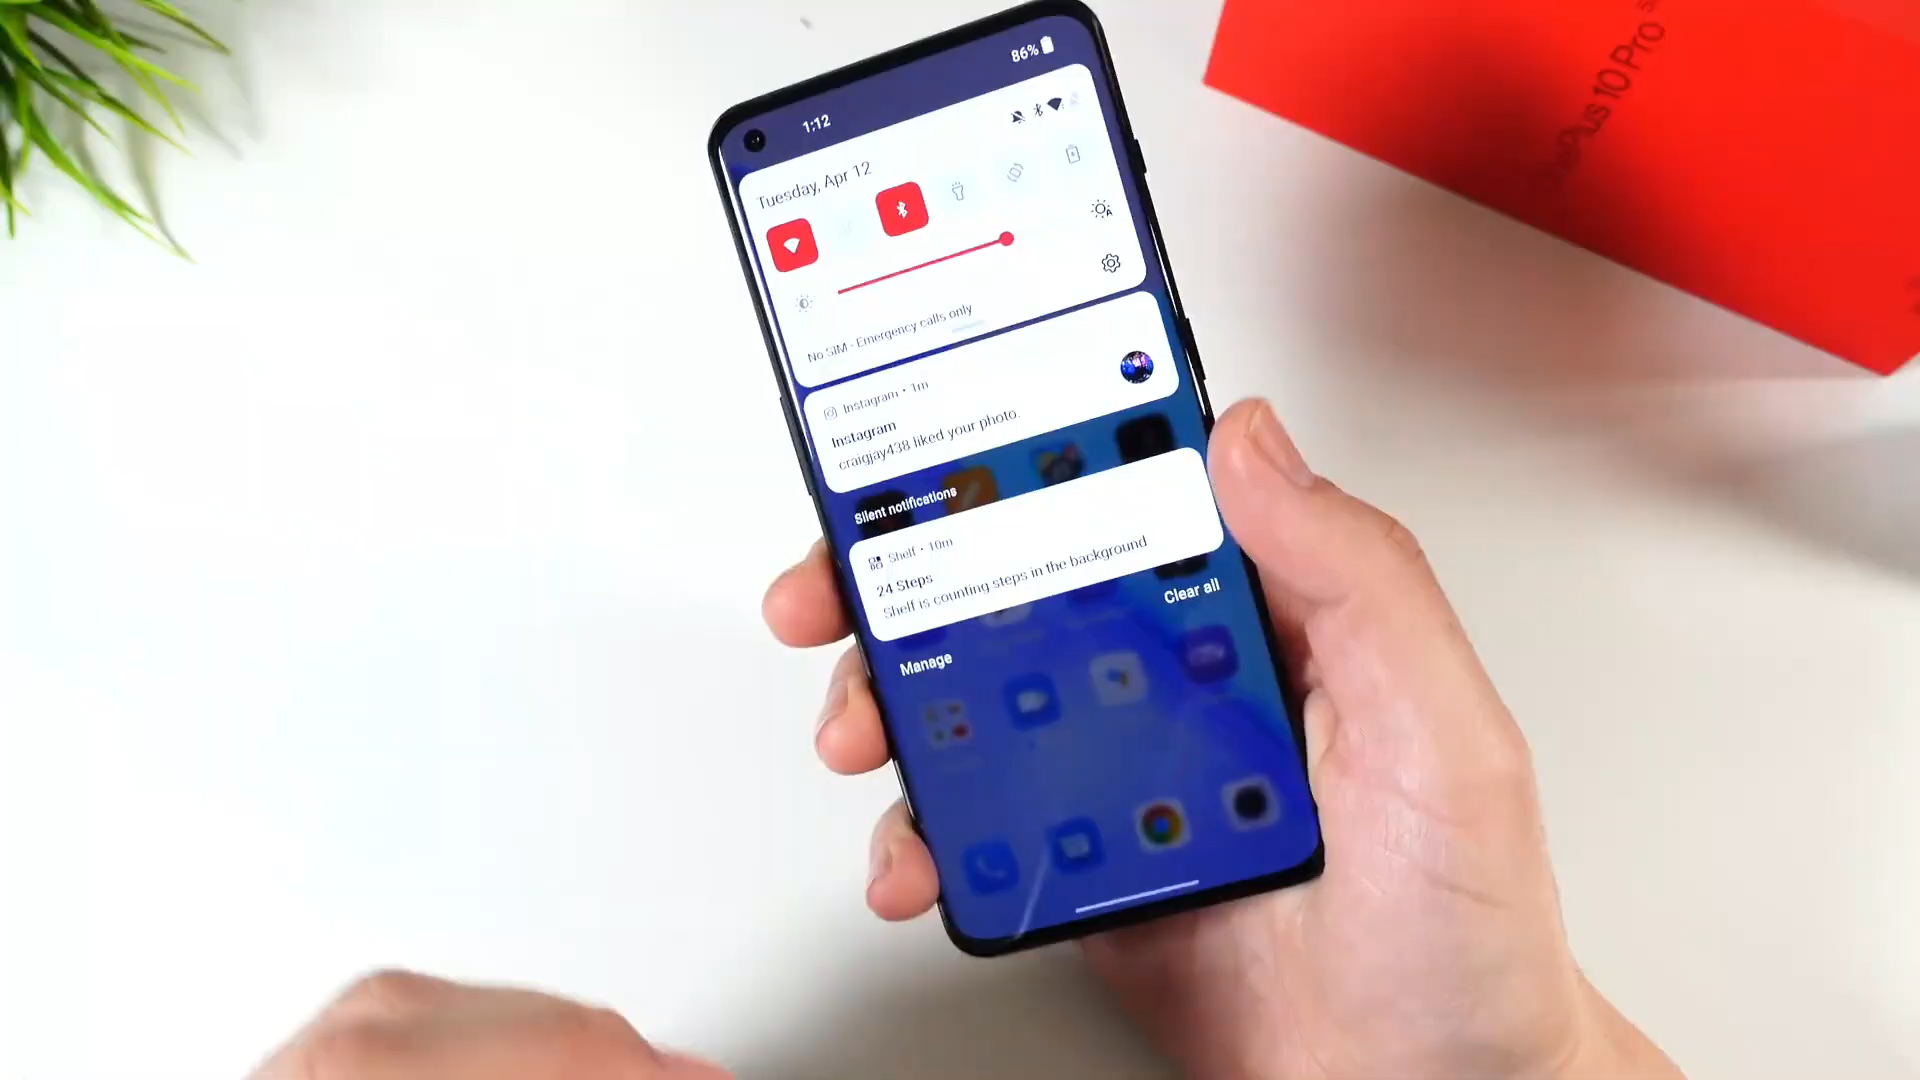 86%
1:12
Tuesday, Apr 12
No SIM - Emergency calls only
Instagram • 1m
Instagram
craigjay438 liked your photo.
Silent notifications
Shelf • 10m
24 Steps
Shelf is counting steps in the background
Clear all
Manage
OnePlus 10 Pro